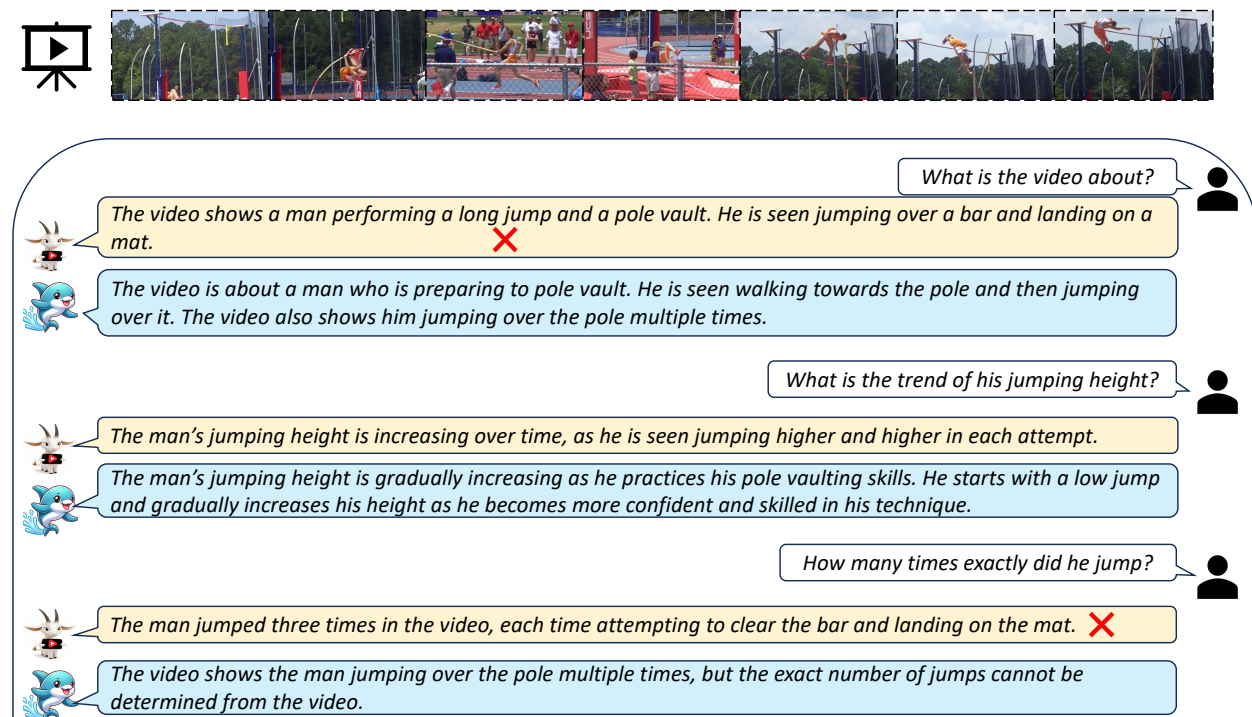 What is the video about?
The video shows a man performing a long jump and a pole vault. He is seen jumping over a bar and landing on a
mat.
The video is about a man who is preparing to pole vault. He is seen walking towards the pole and then jumping
over it. The video also shows him jumping over the pole multiple times.
What is the trend of his jumping height?
The man’s jumping height is increasing over time, as he is seen jumping higher and higher in each attempt.
The man’s jumping height is gradually increasing as he practices his pole vaulting skills. He starts with a low jump
and gradually increases his height as he becomes more confident and skilled in his technique.
How many times exactly did he jump?
The man jumped three times in the video, each time attempting to clear the bar and landing on the mat.
The video shows the man jumping over the pole multiple times, but the exact number of jumps cannot be
determined from the video.